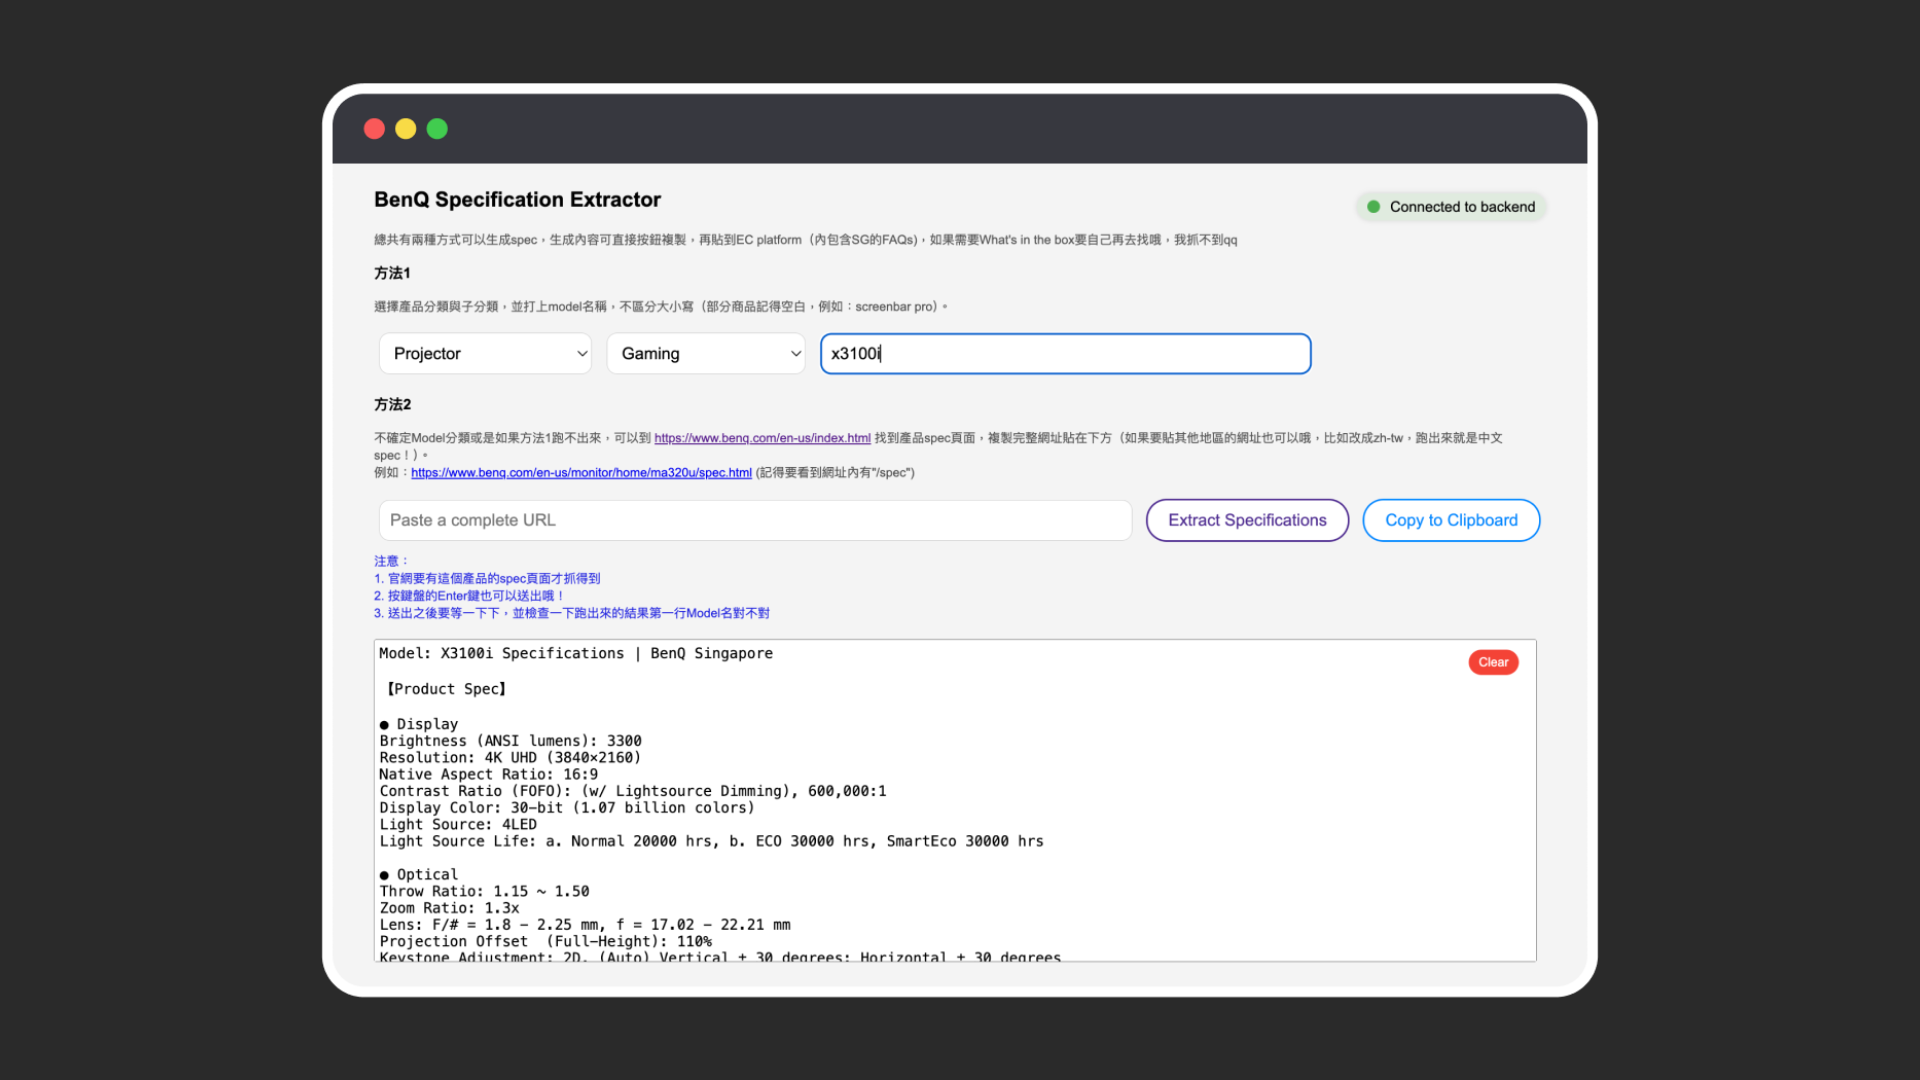 BenQ Specification Extractor
Connected to backend
總共有兩種方式可以生成spec，生成內容可直接按鈕複製，再貼到EC platform（內包含SG的FAQs)，如果需要What's in the box要自己再去找哦，我抓不到qq
方法1
選擇產品分類與子分類，並打上model名稱，不區分大小寫（部分商品記得空白，例如：screenbar pro）。
Projector
Gaming
x3100i
方法2
不確定Model分類或是如果方法1跑不出來，可以到 https://www.benq.com/en-us/index.html 找到產品spec頁面，複製完整網址貼在下方（如果要貼其他地區的網址也可以哦，比如改成zh-tw，跑出來就是中文
spec！）。
例如：https://www.benq.com/en-us/monitor/home/ma320u/spec.html (記得要看到網址內有"/spec")
Paste a complete URL
Extract Specifications
Copy to Clipboard
注意：
1. 官網要有這個產品的spec頁面才抓得到
2. 按鍵盤的Enter鍵也可以送出哦！
3. 送出之後要等一下下，並檢查一下跑出來的結果第一行Model名對不對
Model: X3100i Specifications | BenQ Singapore
Clear
【Product Spec】
● Display
Brightness (ANSI lumens): 3300
Resolution: 4K UHD (3840×2160)
Native Aspect Ratio: 16:9
Contrast Ratio (FOFO): (w/ Lightsource Dimming), 600,000:1
Display Color: 30-bit (1.07 billion colors)
Light Source: 4LED
Light Source Life: a. Normal 20000 hrs, b. ECO 30000 hrs, SmartEco 30000 hrs
● Optical
Throw Ratio: 1.15 ~ 1.50
Zoom Ratio: 1.3x
Lens: F/# = 1.8 – 2.25 mm, f = 17.02 – 22.21 mm
Projection Offset  (Full-Height): 110%
Keystone Adjustment: 2D, (Auto) Vertical ± 30 degrees; Horizontal ± 30 degrees